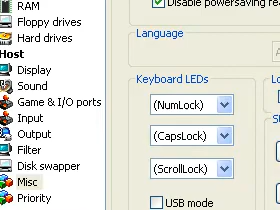 RAM
Floppy drives
Hard drives
Host
Display
Sound
Game & I/O ports
Input
Output
Filter
Disk swapper
Misc
Priority
Disable powersaving
Language
Keyboard LEDs
(NumLock)
(CapsLock)
(ScrollLock)
USB mode